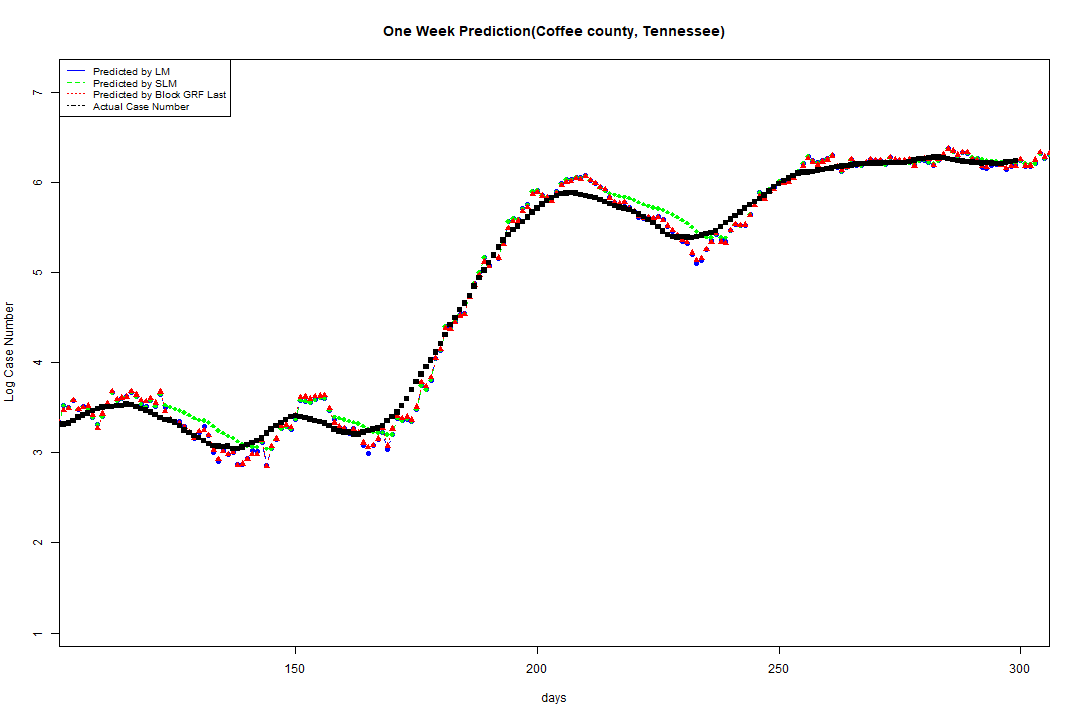 One Week Prediction(Coffee county, Tennessee)
Predicted by LM
Predicted by SLM
Predicted by Block GRF Last
Actual Case Number
7
6
5
4
3
2
1
Log Case Number
150 200 250 300
days